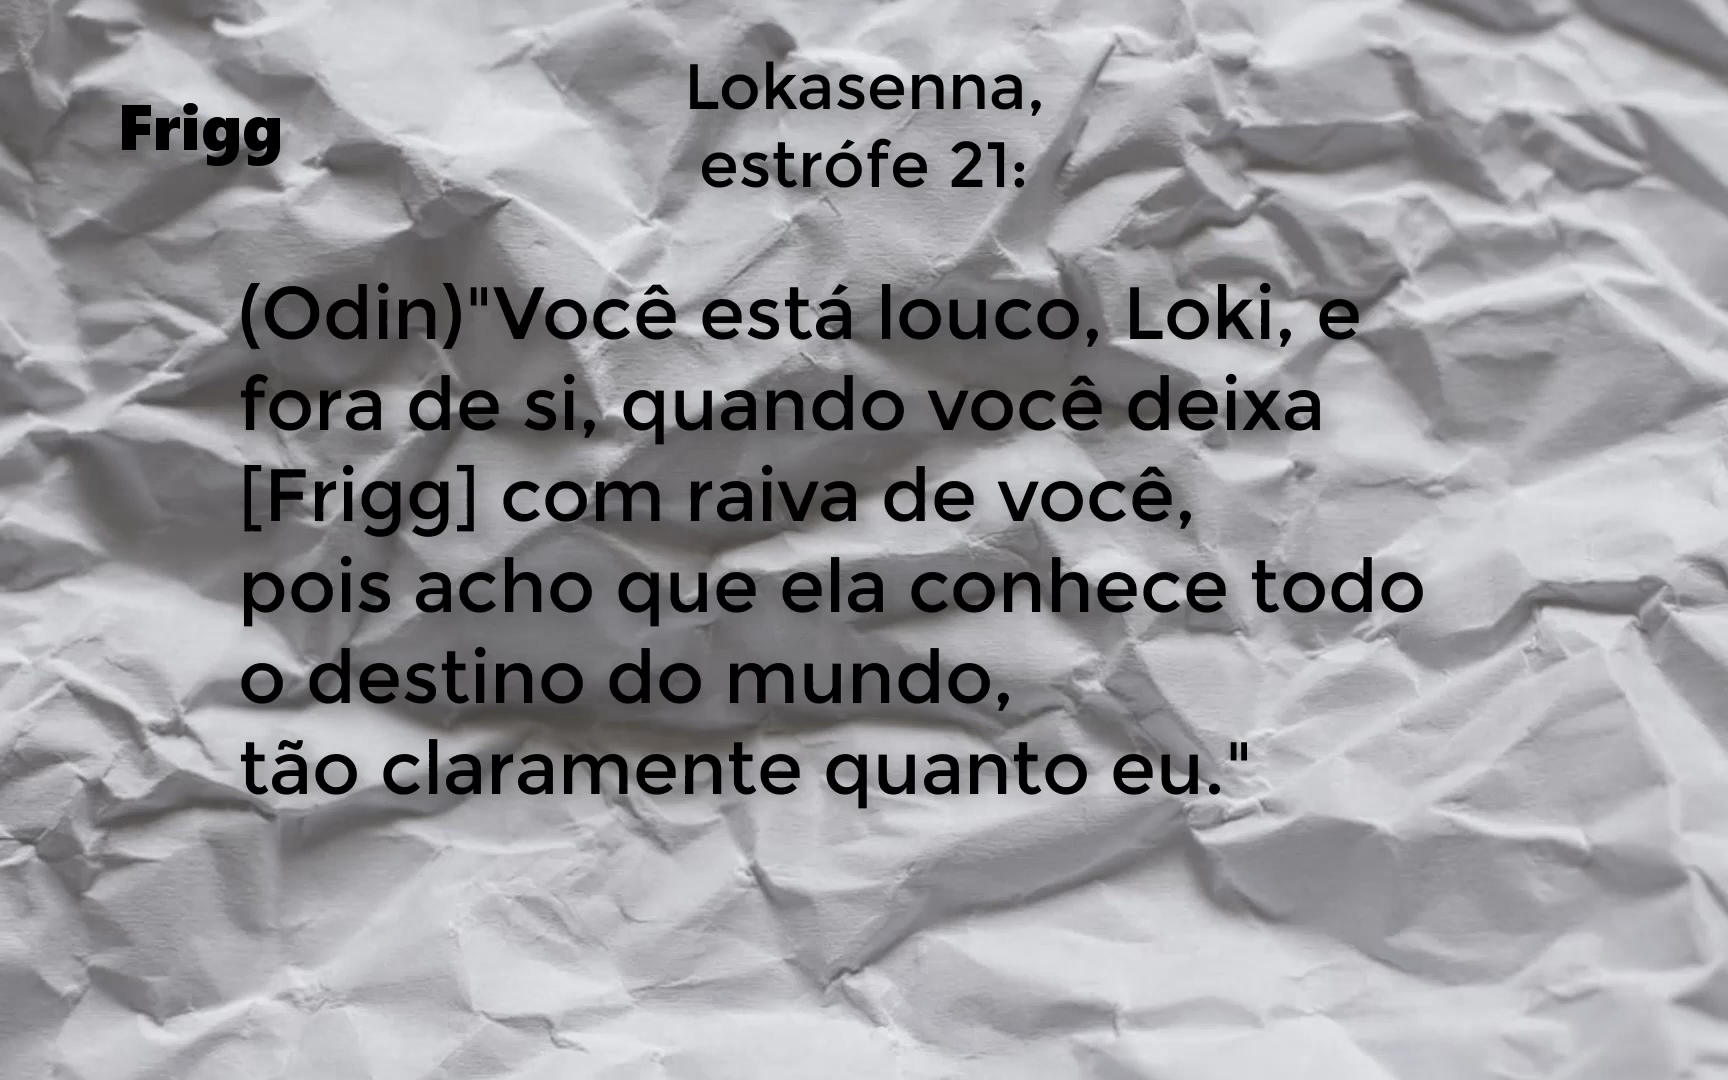 Frigg
Lokasenna,
estrófe 21:
(Odin)"Você está louco, Loki, e
fora de si, quando você deixa
[Frigg] com raiva de você,
pois acho que ela conhece todo
o destino do mundo,
tão claramente quanto eu."